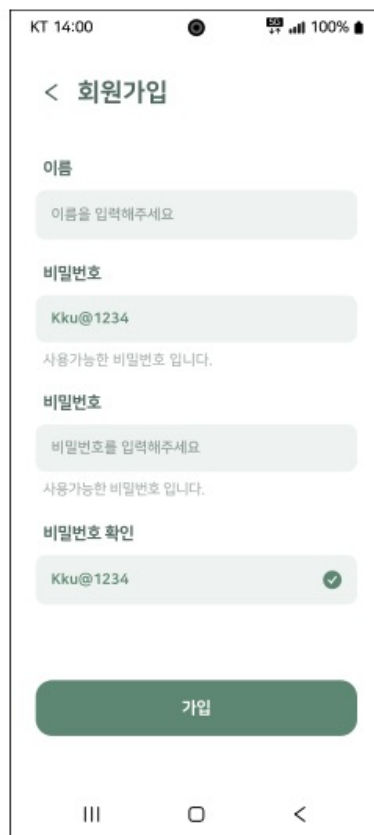 KT 14:00
5G 100%
< 회원가입
이름
이름을 입력해주세요
비밀번호
Kku@1234
사용가능한 비밀번호 입니다.
비밀번호
비밀번호를 입력해주세요
사용가능한 비밀번호 입니다.
비밀번호 확인
Kku@1234
가입